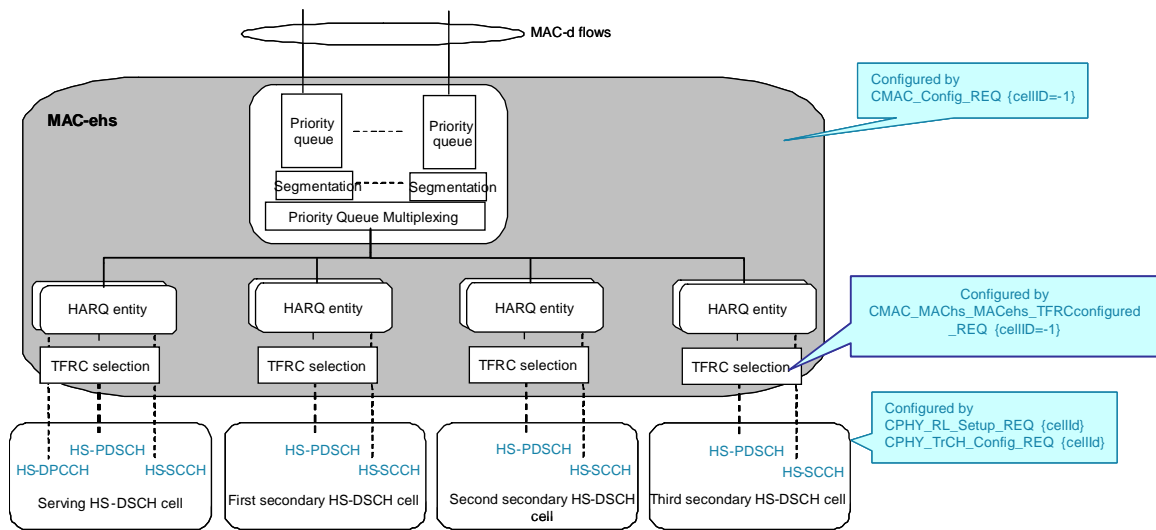 MAC-d flows
Configured by
CMAC_Config_REQ {cellID=-1}
MAC-ehs
Priority
queue
Priority
queue
Segmentation
Segmentation
Priority Queue Multiplexing
HARQ entity
HARQ entity
HARQ entity
HARQ entity
Configured by
CMAC_MAChs_MACehs_TFRCconfigured
_REQ {cellID=-1}
TFRC selection
TFRC selection
TFRC selection
TFRC selection
Configured by
CPHY_RL_Setup_REQ {cellId}
CPHY_TrCH_Config_REQ {cellId}
HS-PDSCH
HS-DPCCH
HS-SCCH
Serving HS-DSCH cell
HS-PDSCH
HS-SCCH
First secondary HS-DSCH cell
HS-PDSCH
HS-SCCH
Second secondary HS-DSCH
cell
HS-PDSCH
HS-SCCH
Third secondary HS-DSCH cell